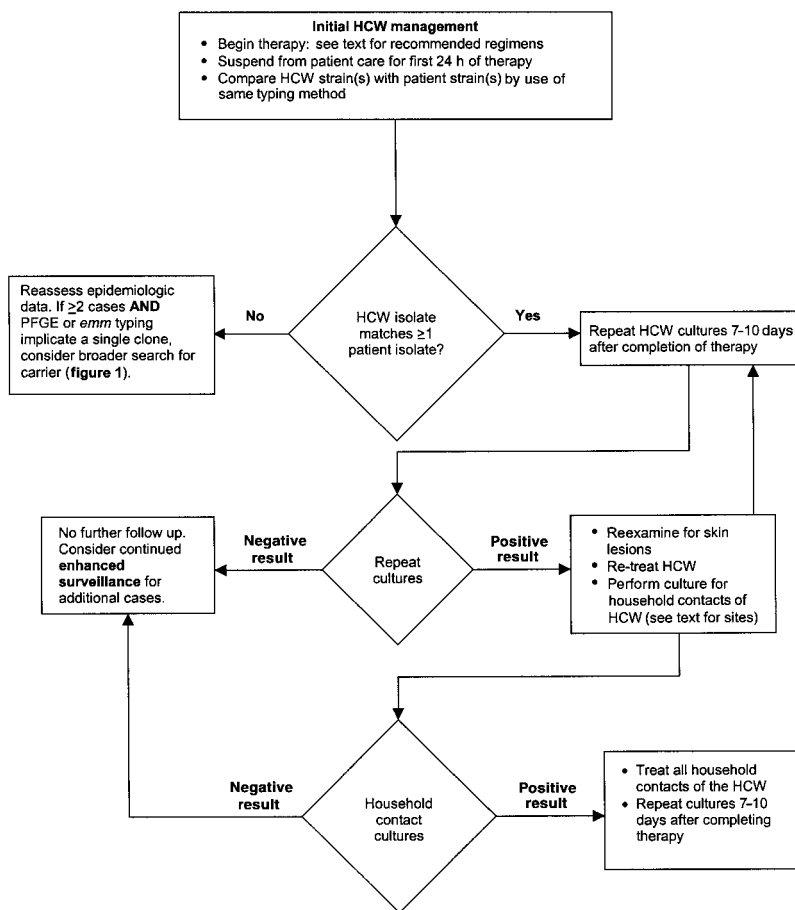 Initial HCW management
• Begin therapy: see text for recommended regimens
• Suspend from patient care for first 24 h of therapy
• Compare HCW strain(s) with patient strain(s) by use of
same typing method
Reassess epidemiologic
data. If ≥2 cases AND
PFGE or emm typing
implicate a single clone,
consider broader search for
carrier (figure 1).
No
HCW isolate
matches ≥1
patient isolate?
Yes
Repeat HCW cultures 7–10 days
after completion of therapy
No further follow up.
Consider continued
enhanced
surveillance for
additional cases.
Negative
result
Repeat
cultures
Positive
result
• Reexamine for skin
lesions
• Re-treat HCW
• Perform culture for
household contacts of
HCW (see text for sites)
Negative
result
Household
contact
cultures
Positive
result
• Treat all household
contacts of the HCW
• Repeat cultures 7–10
days after completing
therapy